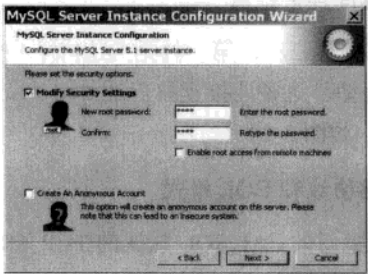 MySQL Server Instance Configuration Wizard
MySQL Server Instance Configuration
Configure the MySQL Server 5.1 server instance.
Please set the security options.
Modify Security Settings
New root password: **** Enter the root password.
root
Confirm: **** Retype the password.
Enable root access from remote machines
Create An Anonymous Account
This option will create an anonymous account on this server. Please
note that this can lead to an insecure system.
< Back Next > Cancel